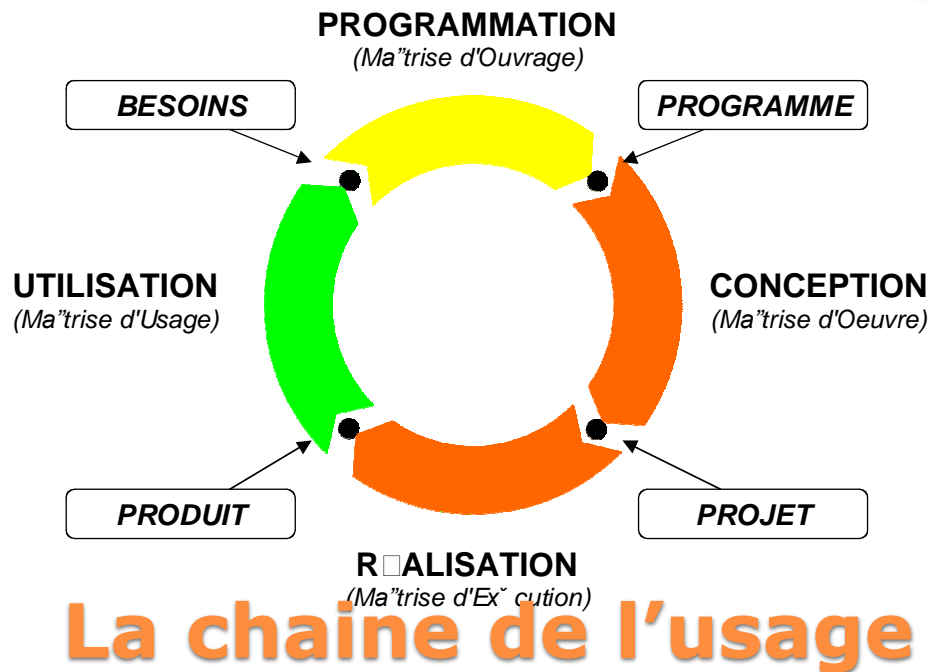 PROGRAMMATION
(Ma”trise d'Ouvrage)
BESOINS
PROGRAMME
UTILISATION
(Ma”trise d'Usage)
CONCEPTION
(Ma”trise d'Oeuvre)
PRODUIT
PROJET
R□ALISATION
(Ma”trise d'Ex˘ cution)
La chaine de l’usage